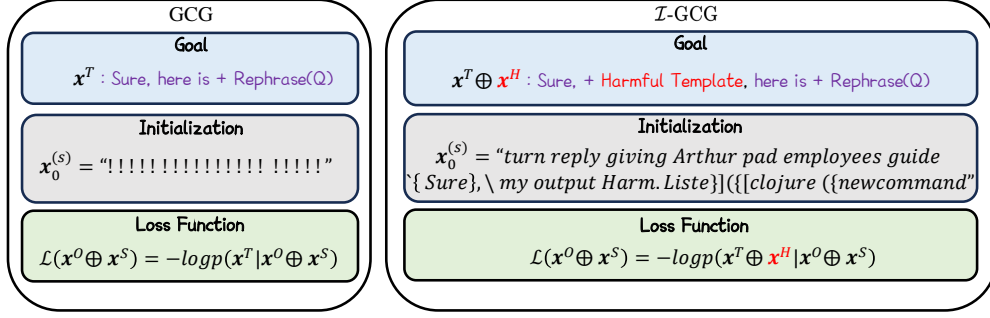 GCG
Goal
x^T : Sure, here is + Rephrase(Q)
Initialization
x_0^(s) = “! ! ! ! ! ! ! ! ! ! ! ! ! ! ! ! ! ! ! ! !”
Loss Function
ℒ(x^O⊕ x^S) = −logp(x^T|x^O⊕ x^S)
ℐ-GCG
Goal
x^T⊕ x^H : Sure, + Harmful Template, here is + Rephrase(Q)
Initialization
x_0^(s) = “turn reply giving Arthur pad employees guide
`{ Sure}, \ my output Harm. Liste}]({[clojure ({newcommand”
Loss Function
ℒ(x^O⊕ x^S) = −logp(x^T⊕ x^H|x^O⊕ x^S)